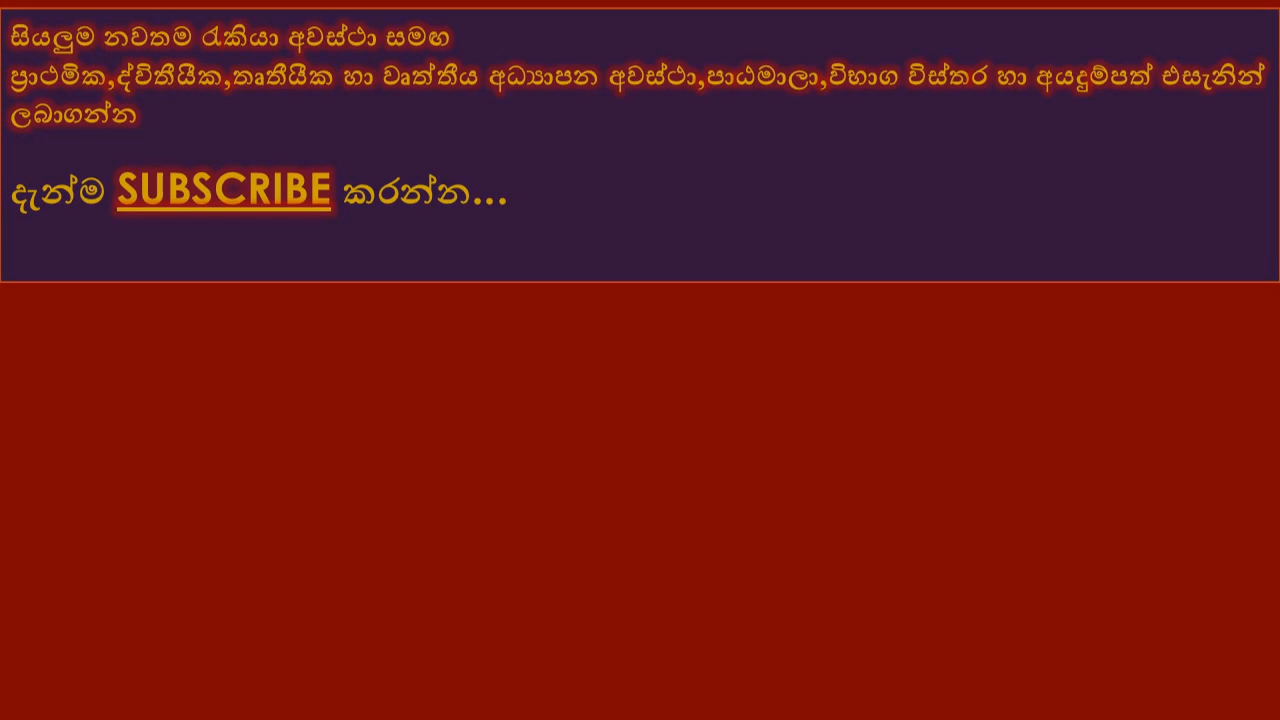 සියලුම නවතම රැකියා අවස්ථා සමඟ
ප්‍රාථමික,ද්විතීයීක,තෘතීයීක හා වෘත්තීය අධ්‍යාපන අවස්ථා,පාඨමාලා,විභාග විස්තර හා අයදුම්පත් එසැනින්
ලබාගන්න
දැන්ම SUBSCRIBE කරන්න...